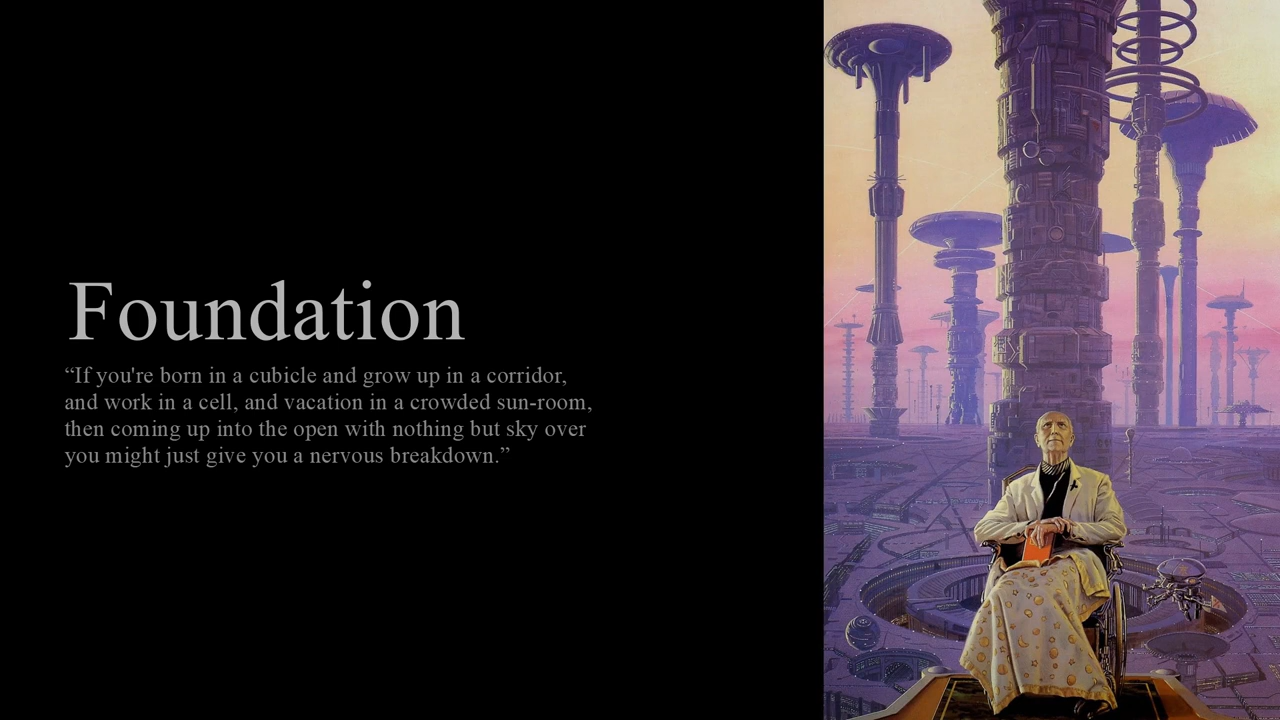 Foundation
“If you're born in a cubicle and grow up in a corridor,
and work in a cell, and vacation in a crowded sun-room,
then coming up into the open with nothing but sky over
you might just give you a nervous breakdown.”